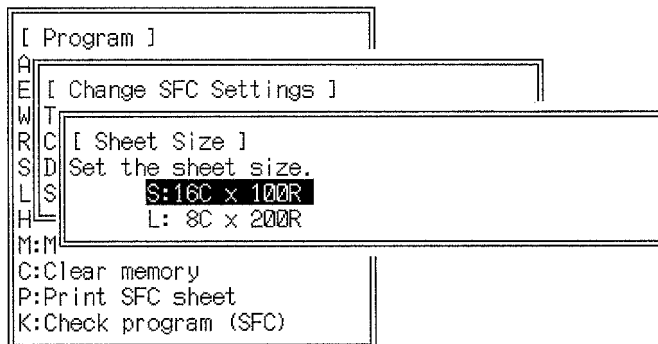 [ Program ]
A
E [ Change SFC Settings ]
W T
R C [ Sheet Size ]
S D Set the sheet size.
L S S:16C x 100R
H L: 8C x 200R
M:M
C:Clear memory
P:Print SFC sheet
K:Check program (SFC)